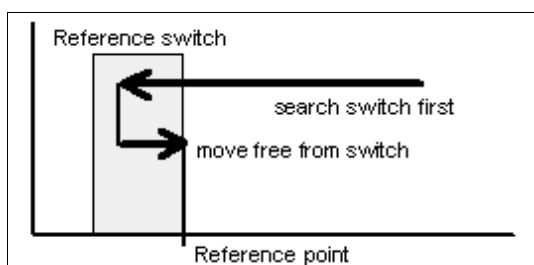 Reference switch
search switch first
move free from switch
Reference point